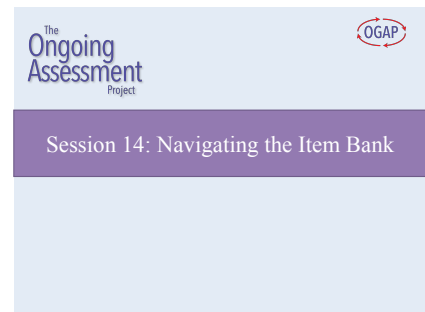 The
Ongoing
Assessment
Project
OGAP
Session 14: Navigating the Item Bank